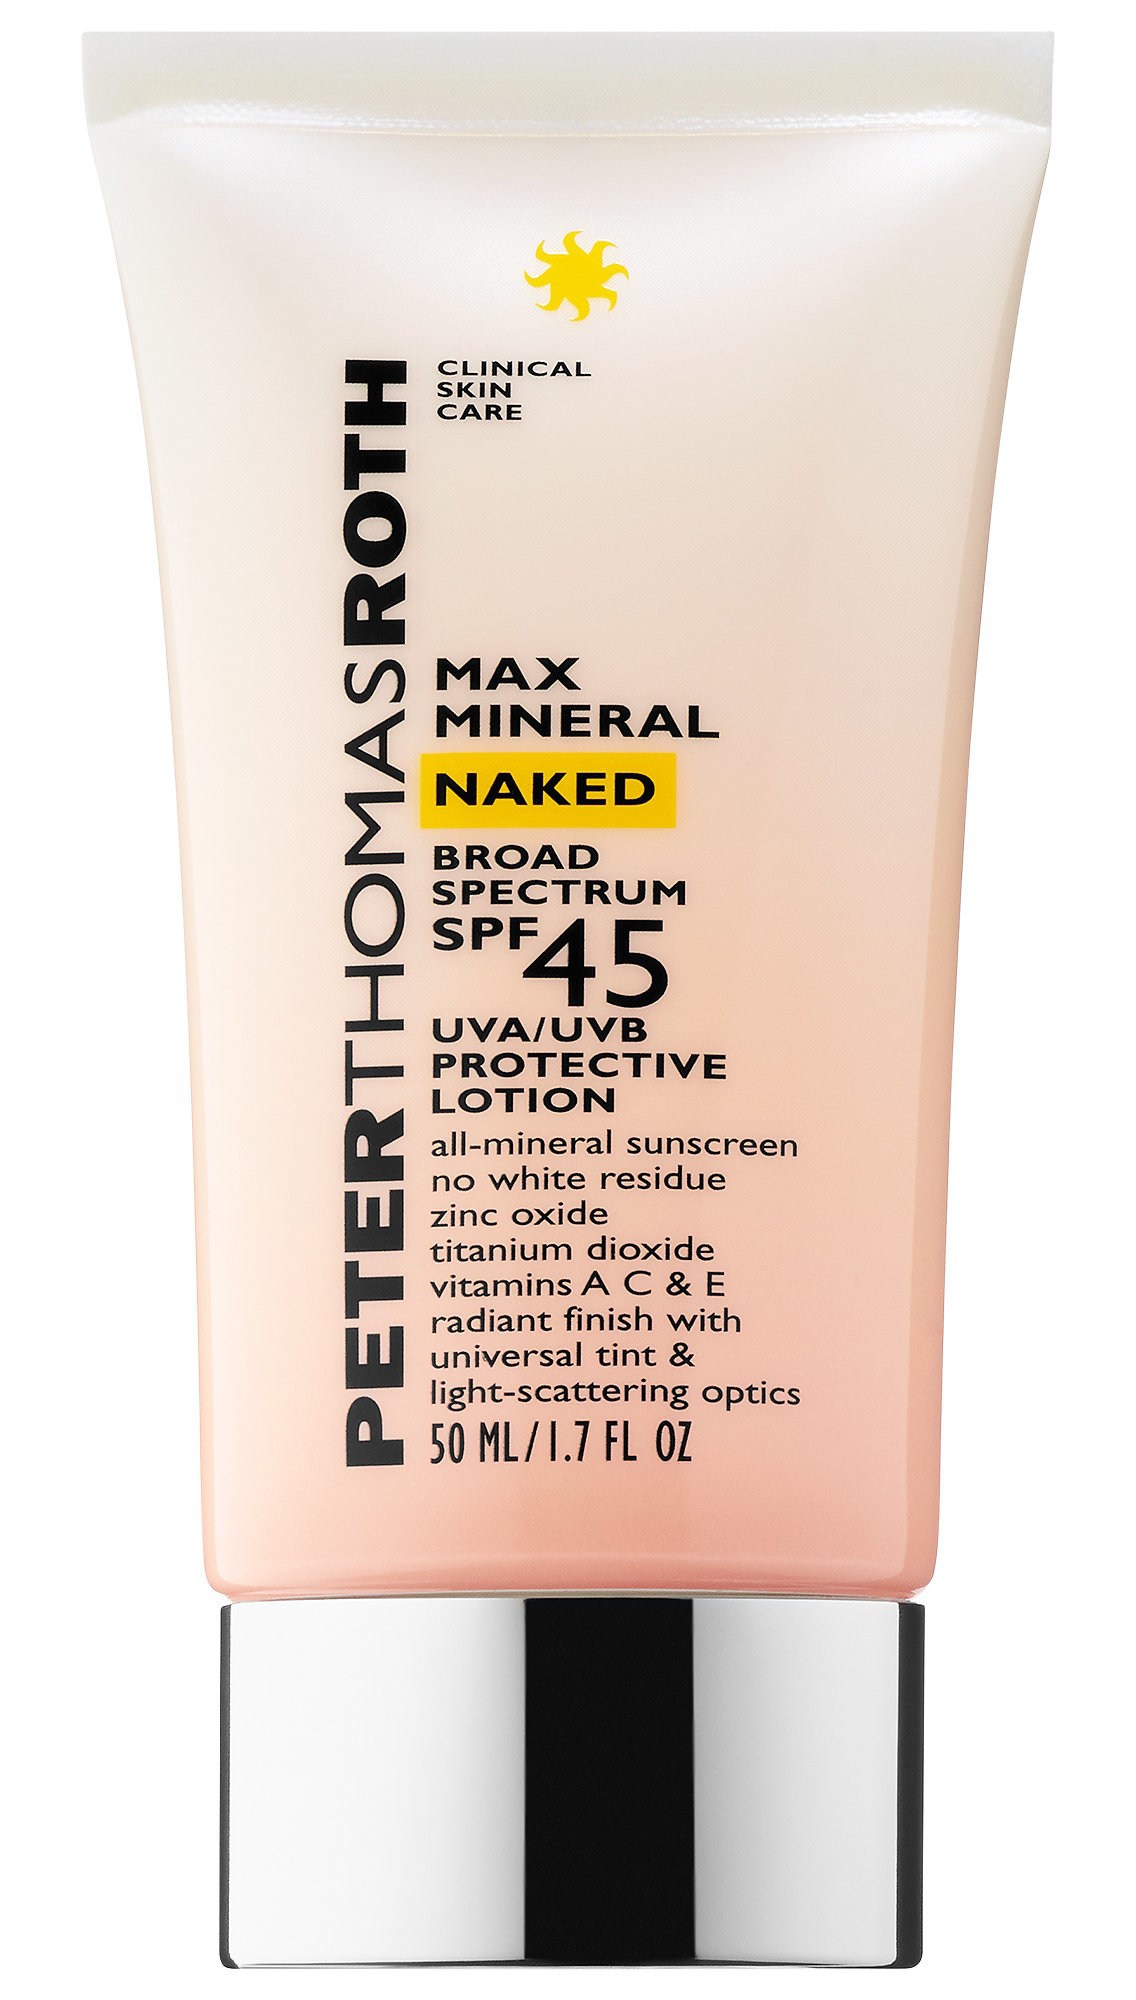 CLINICAL
SKIN
CARE
PETERTHOMASROTH
MAX
MINERAL
NAKED
BROAD
SPECTRUM
SPF 45
UVA/UVB
PROTECTIVE
LOTION
all-mineral sunscreen
no white residue
zinc oxide
titanium dioxide
vitamins A C & E
radiant finish with
universal tint &
light-scattering optics
50 ML/1.7 FL OZ